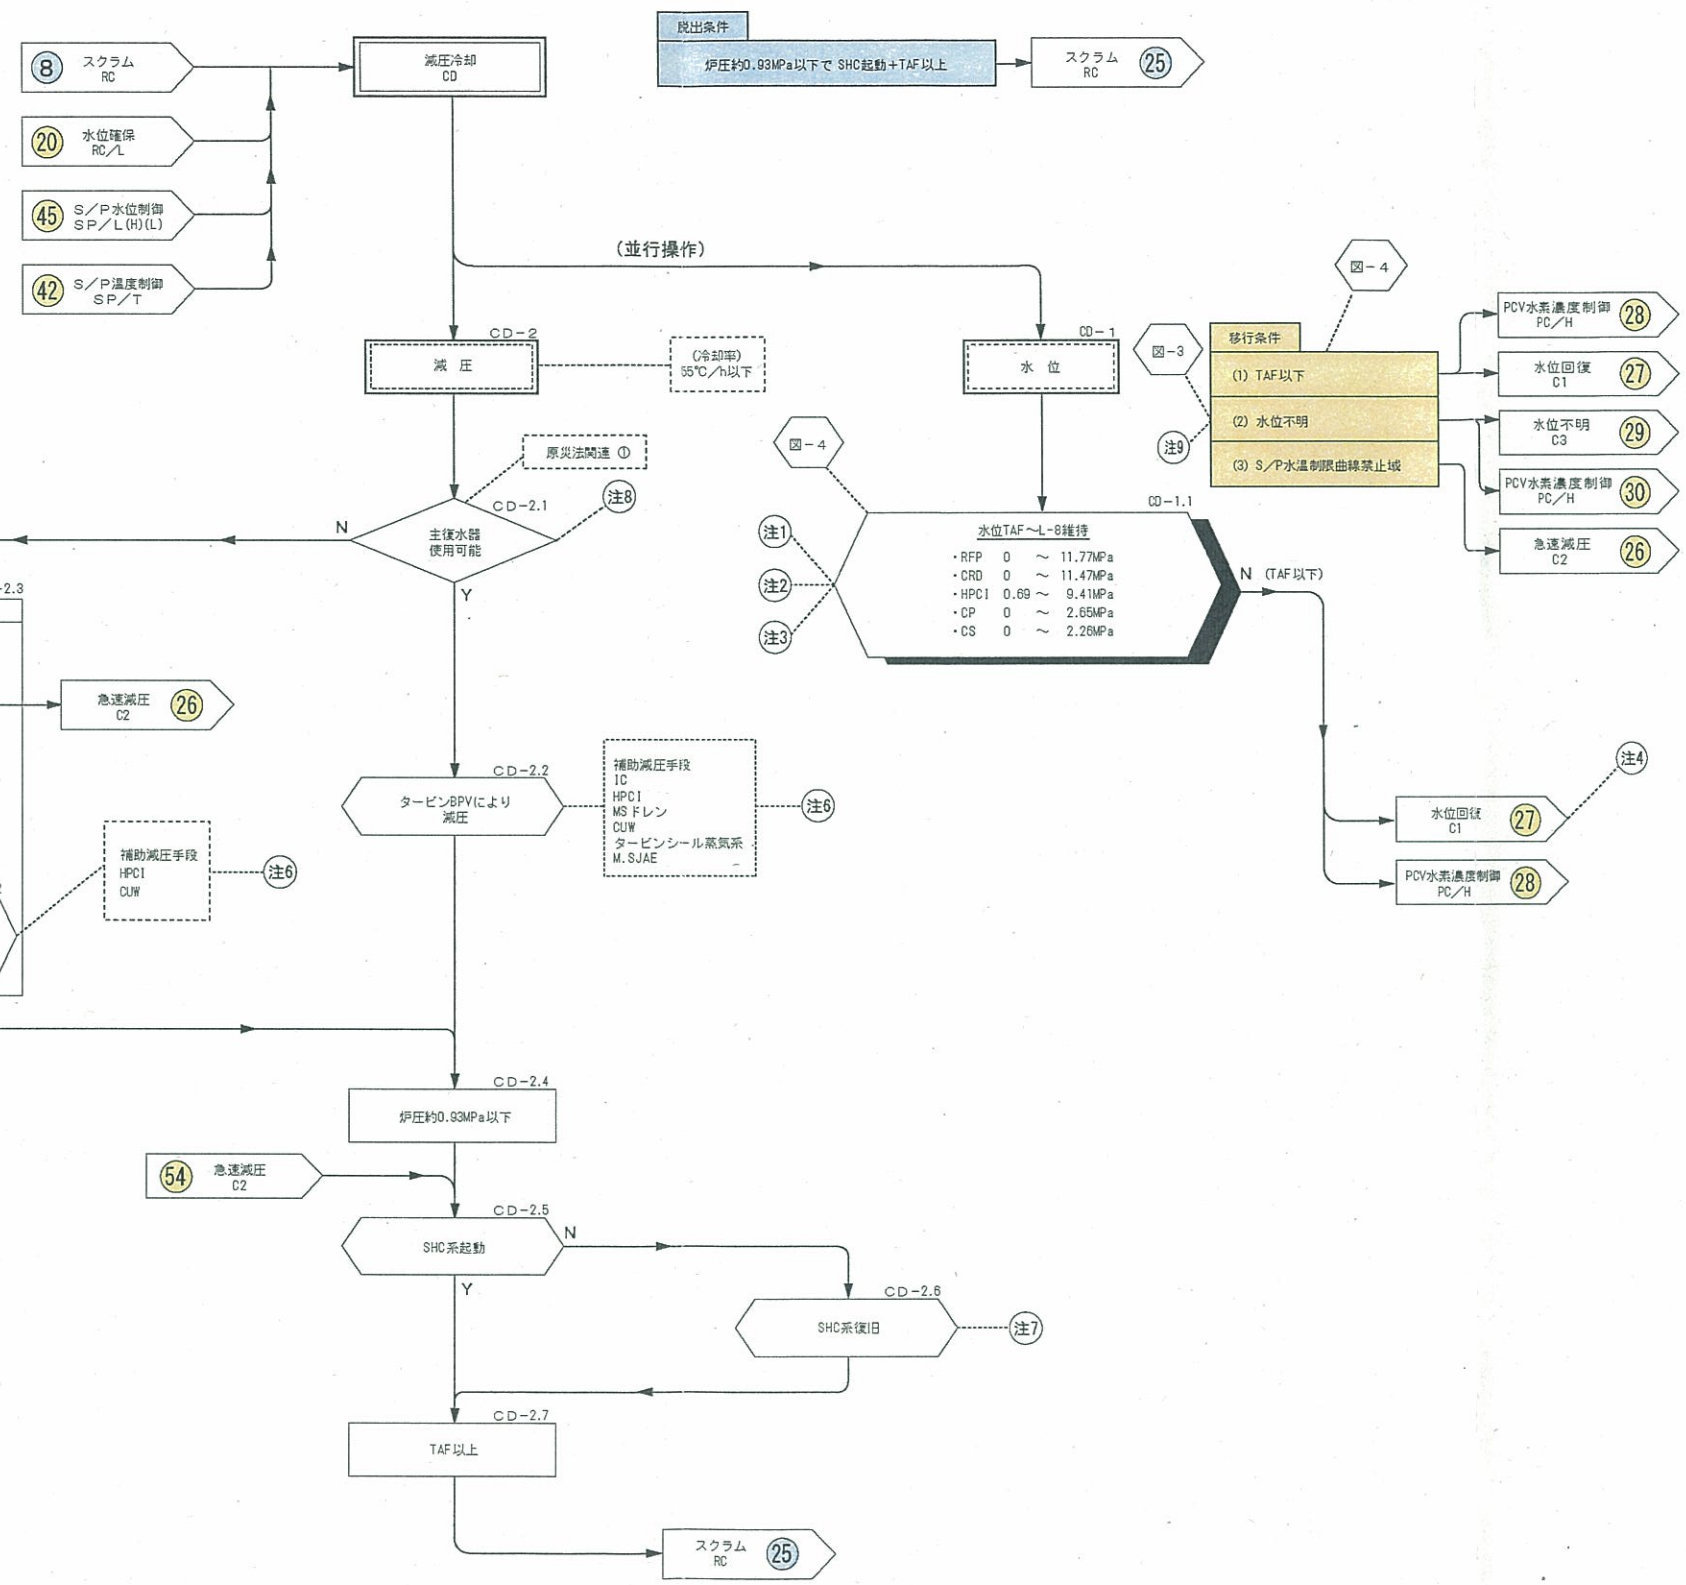 脱出条件
炉圧約0.93MPa以下で SHC起動+TAF以上
スクラム
RC
25
8
スクラム
RC
減圧冷却
CD
20
水位確保
RC/L
45
S/P水位制御
SP/L(H)(L)
42
S/P温度制御
SP/T
(並行操作)
CD-2
減 圧
(冷却率)
55℃/h以下
CD-1
水 位
図-3
図-4
注9
移行条件
(1) TAF以下
(2) 水位不明
(3) S/P水温制限曲線禁止域
PCV水素濃度制御
PC/H
28
水位回復
C1
27
水位不明
C3
29
PCV水素濃度制御
PC/H
30
急速減圧
C2
26
原災法関連 ①
CD-2.1
注8
主復水器
使用可能
N
Y
図-4
注1
注2
注3
CD-1.1
水位TAF~L-8維持
・RFP 0 ~ 11.77MPa
・CRD 0 ~ 11.47MPa
・HPCI 0.69 ~ 9.41MPa
・CP 0 ~ 2.65MPa
・CS 0 ~ 2.26MPa
N (TAF以下)
-2.3
急速減圧
C2
26
CD-2.2
タービンBPVにより
減圧
補助減圧手段
IC
HPCI
MSドレン
CUW
タービンシール蒸気系
M.SJAE
注6
注4
水位回復
C1
27
PCV水素濃度制御
PC/H
28
補助減圧手段
HPCI
CUW
注6
CD-2.4
炉圧約0.93MPa以下
54
急速減圧
C2
CD-2.5
SHC系起動
N
Y
CD-2.6
SHC系復旧
注7
CD-2.7
TAF以上
スクラム
RC
25